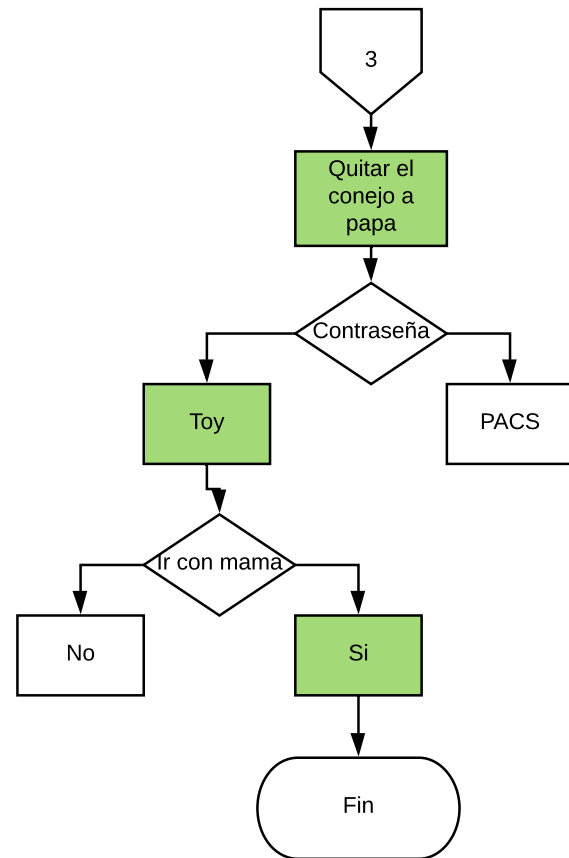 3
Quitar el
conejo a
papa
Contraseña
Toy
PACS
Ir con mama
No
Si
Fin